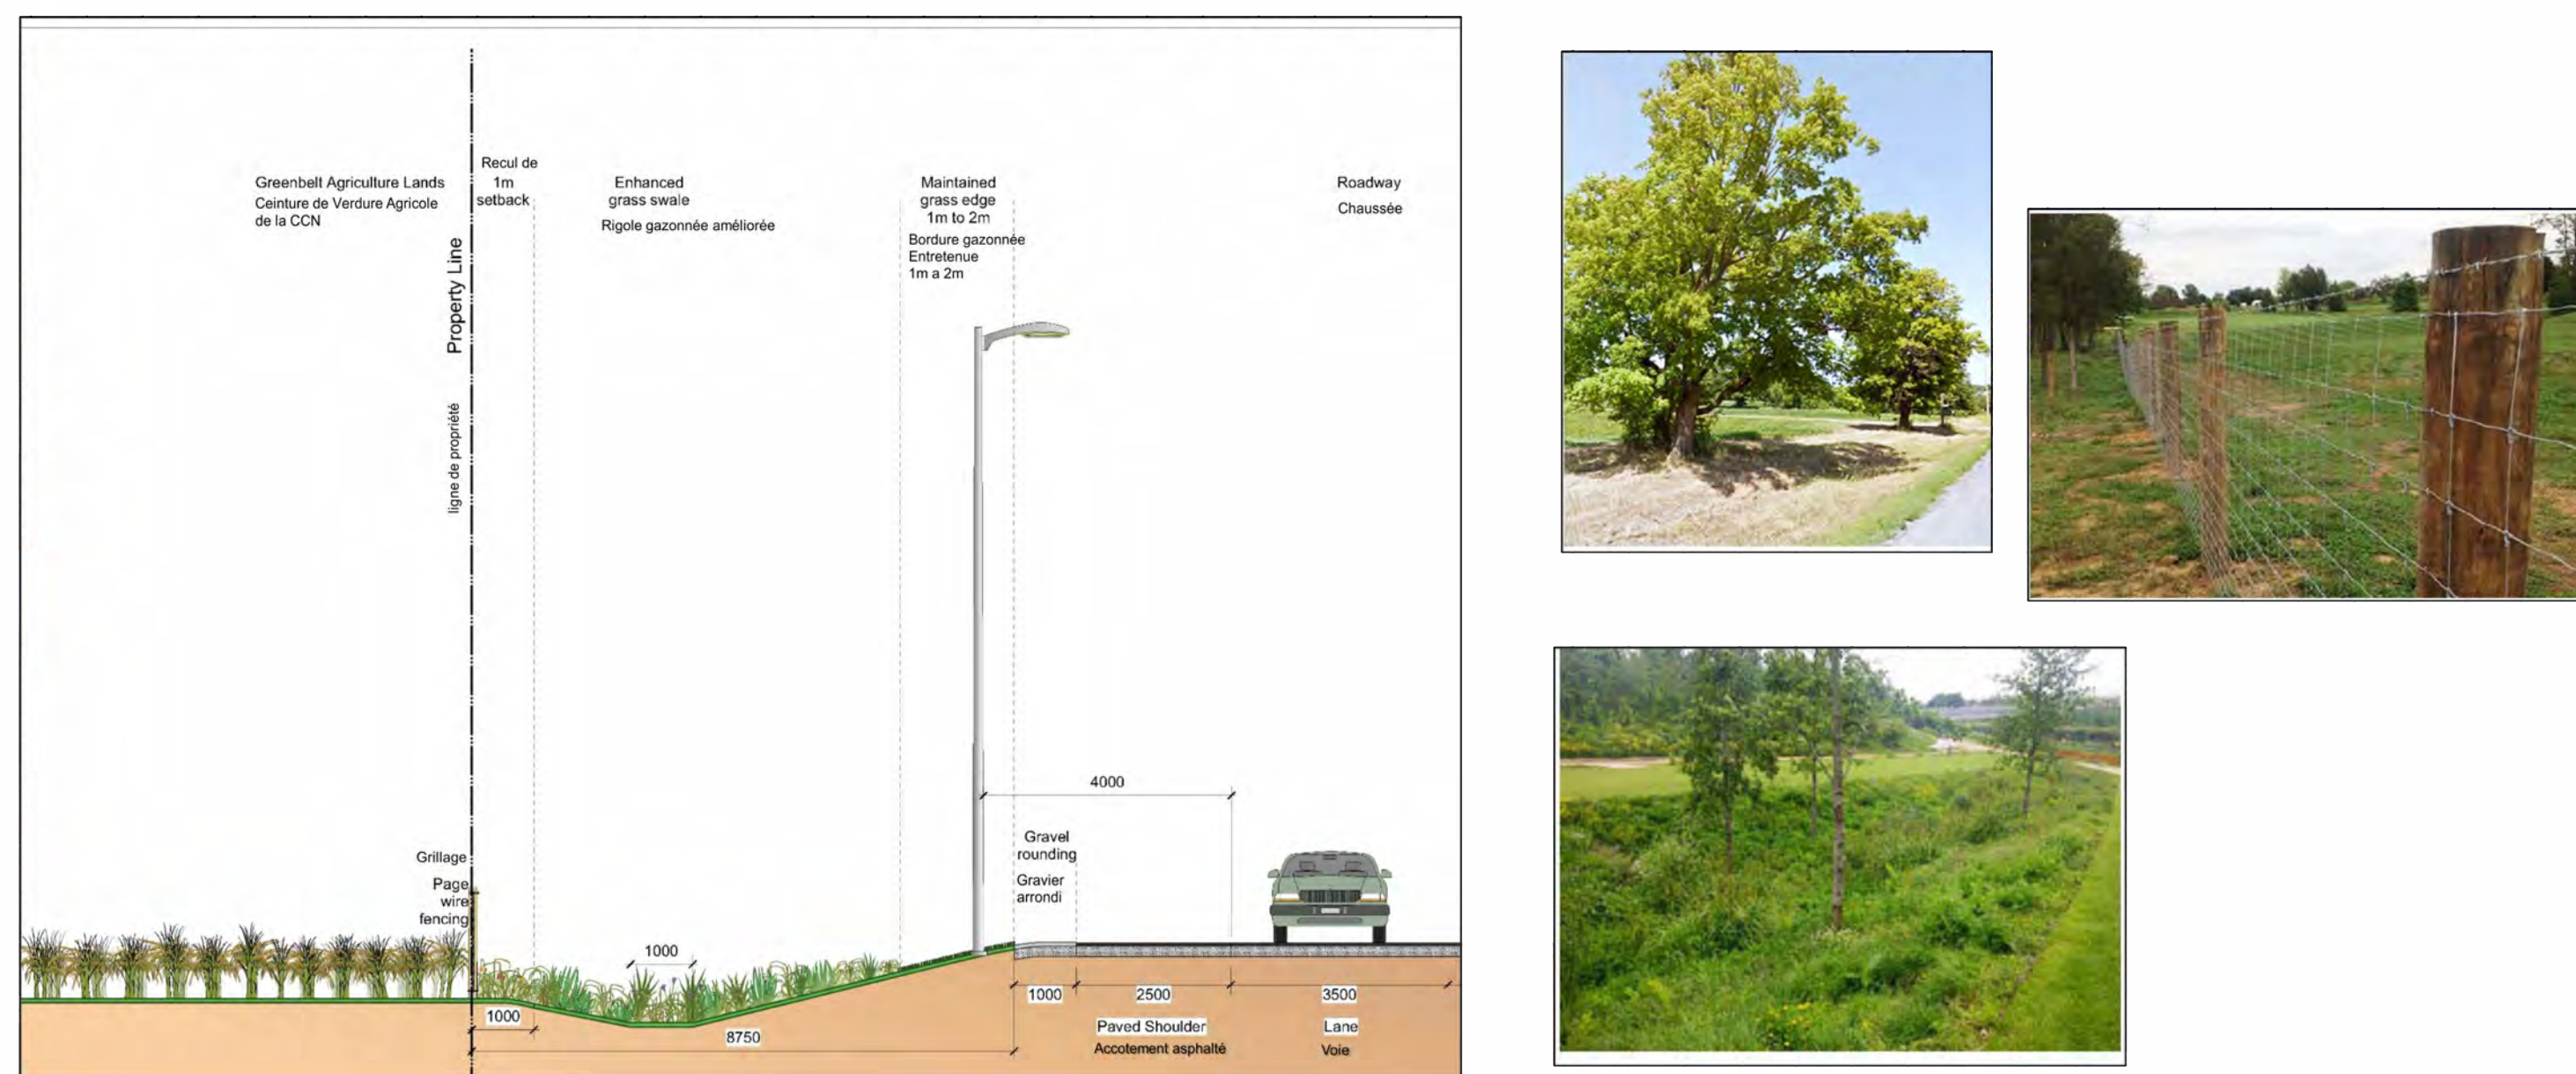 Greenbelt Agriculture Lands
Ceinture de Verdure Agricole
de la CCN
Recul de
1m
setback
Enhanced
grass swale
Rigole gazonnée améliorée
Maintained
grass edge
1m to 2m
Bordure gazonnée
Entretenue
1m a 2m
Roadway
Chaussée
Property Line
ligne de propriété
4000
Gravel
rounding
Gravier
arrondi
Grillage
Page
wire
fencing
1000
1000
8750
1000
2500
3500
Paved Shoulder
Accotement asphalté
Lane
Voie